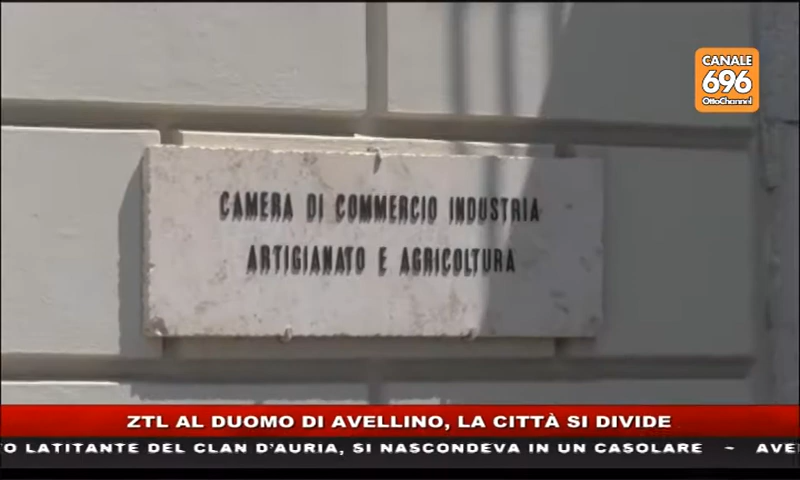 CANALE
696
OttoChannel
CAMERA DI COMMERCIO INDUSTRIA
ARTIGIANATO E AGRICOLTURA
ZTL AL DUOMO DI AVELLINO, LA CITTÀ SI DIVIDE
LATITANTE DEL CLAN D'AURIA, SI NASCONDEVA IN UN CASOLARE ~